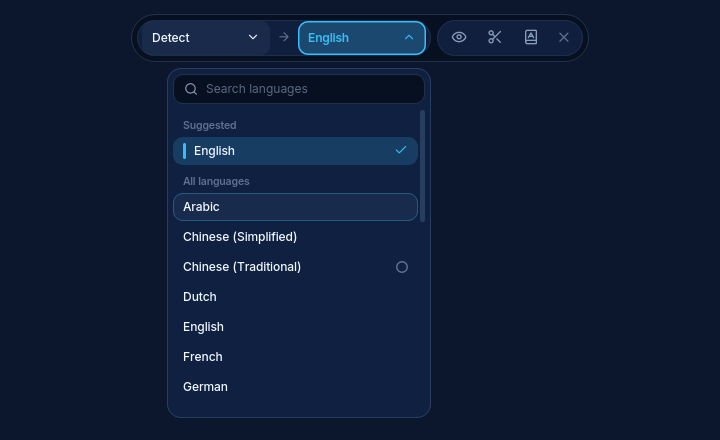 Detect
English
Search languages
Suggested
English
All languages
Arabic
Chinese (Simplified)
Chinese (Traditional)
Dutch
English
French
German